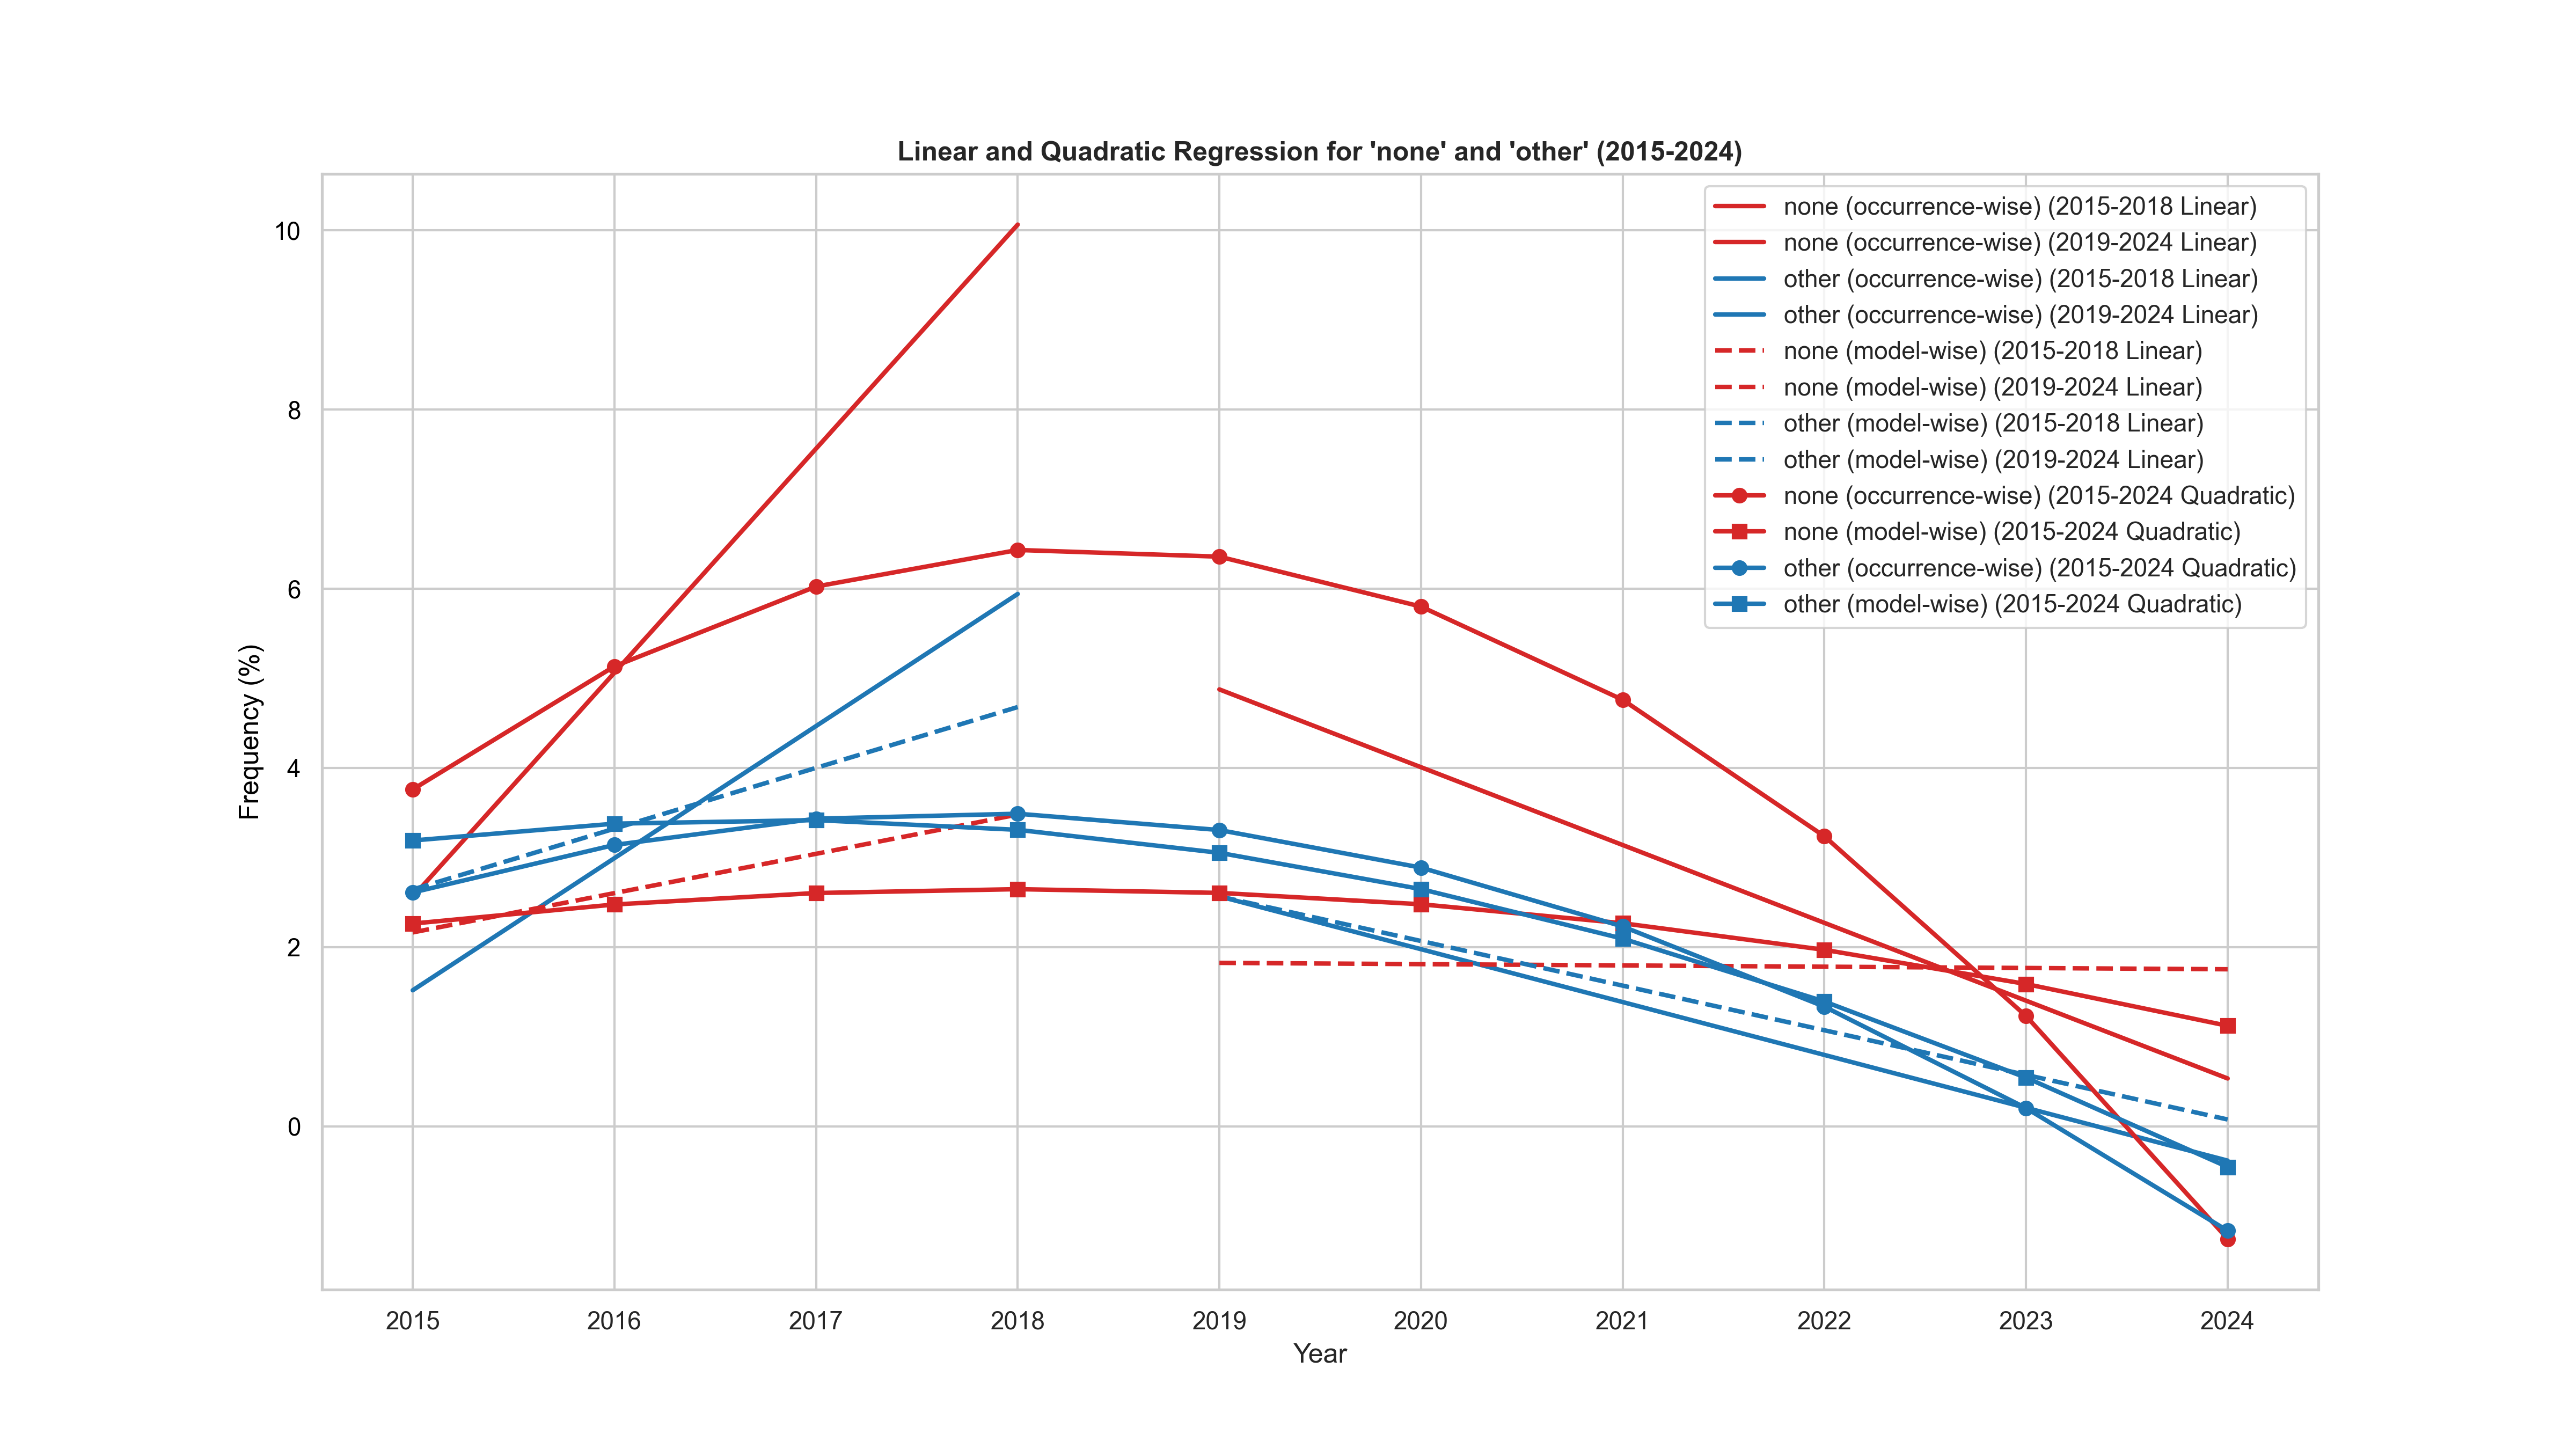 Linear and Quadratic Regression for 'none' and 'other' (2015-2024)
none (occurrence-wise) (2015-2018 Linear)
none (occurrence-wise) (2019-2024 Linear)
other (occurrence-wise) (2015-2018 Linear)
other (occurrence-wise) (2019-2024 Linear)
none (model-wise) (2015-2018 Linear)
none (model-wise) (2019-2024 Linear)
other (model-wise) (2015-2018 Linear)
other (model-wise) (2019-2024 Linear)
none (occurrence-wise) (2015-2024 Quadratic)
none (model-wise) (2015-2024 Quadratic)
other (occurrence-wise) (2015-2024 Quadratic)
other (model-wise) (2015-2024 Quadratic)
Frequency (%)
10
8
6
4
2
0
2015 2016 2017 2018 2019 2020 2021 2022 2023 2024
Year